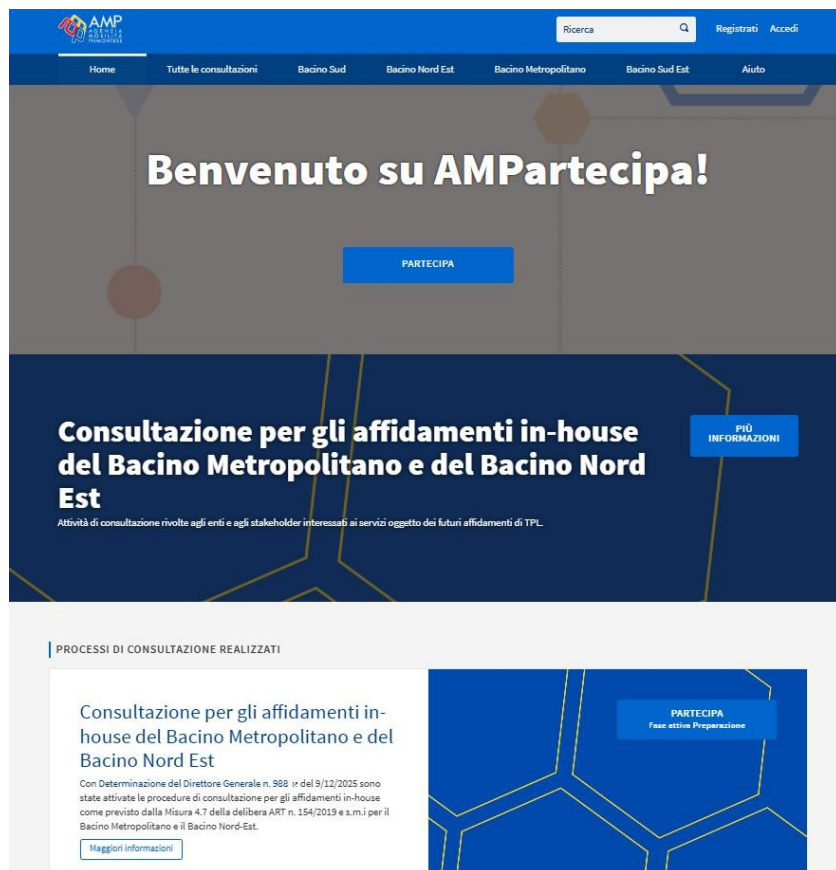 AMP
AGENZIA
MOBILITÀ
PIEMONTESE
Ricerca
Registrati Accedi
Home Tutte le consultazioni Bacino Sud Bacino Nord Est Bacino Metropolitano Bacino Sud Est Aiuto
Benvenuto su AMPartecipa!
PARTECIPA
Consultazione per gli affidamenti in-house
del Bacino Metropolitano e del Bacino Nord
Est
PIÙ
INFORMAZIONI
Attività di consultazione rivolte agli enti e agli stakeholder interessati ai servizi oggetto dei futuri affidamenti di TPL.
PROCESSI DI CONSULTAZIONE REALIZZATI
Consultazione per gli affidamenti in-
house del Bacino Metropolitano e del
Bacino Nord Est
Con Determinazione del Direttore Generale n. 988 del 9/12/2025 sono
state attivate le procedure di consultazione per gli affidamenti in-house
come previsto dalla Misura 4.7 della delibera ART n. 154/2019 e s.m.i per il
Bacino Metropolitano e il Bacino Nord-Est.
Maggiori informazioni
PARTECIPA
Fase attiva Preparazione